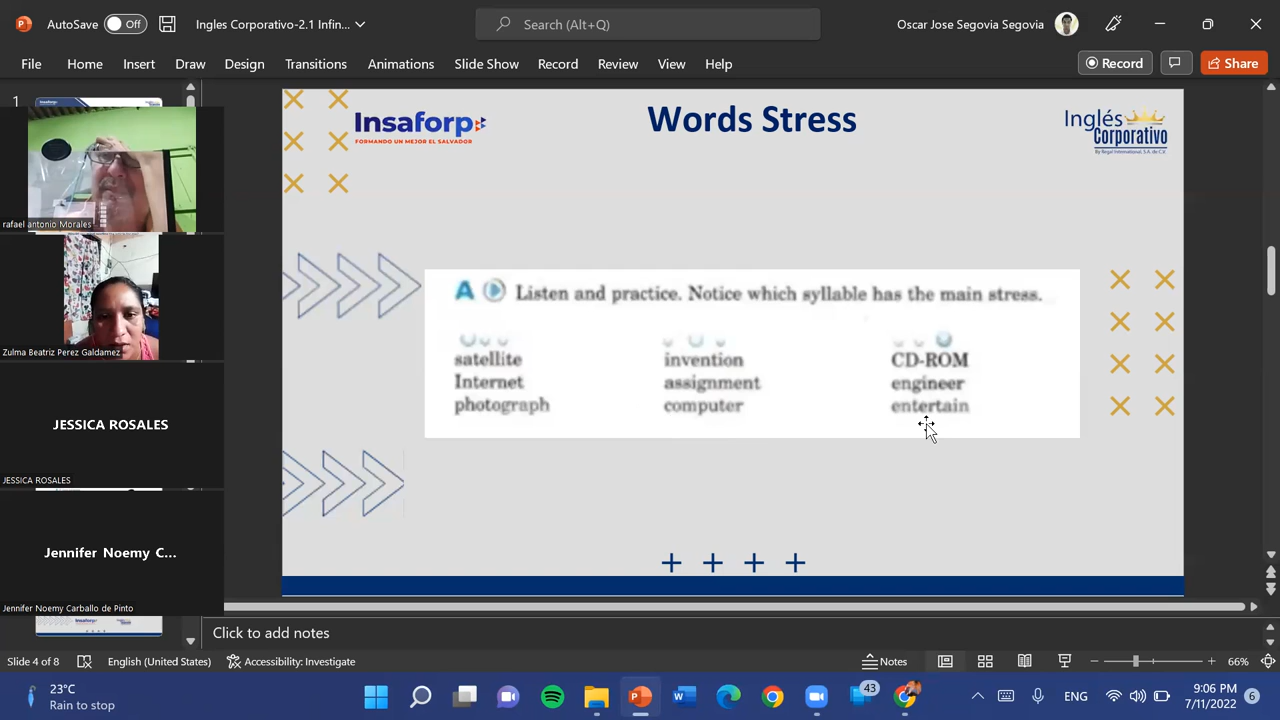 AutoSave Off Ingles Corporativo-2.1 Infin... Search (Alt+Q) Oscar Jose Segovia Segovia
File Home Insert Draw Design Transitions Animations Slide Show Record Review View Help Record Share
1
rafael antonio Morales
Zulma Beatriz Perez Galdamez
JESSICA ROSALES
JESSICA ROSALES
Jennifer Noemy C...
Jennifer Noemy Carballo de Pinto
Insaforp
FORMANDO UN MEJOR EL SALVADOR
Words Stress
Inglés
Corporativo
By Regal International, S.A. de C.V.
A Listen and practice. Notice which syllable has the main stress.
satellite invention CD-ROM
Internet assignment engineer
photograph computer entertain
Click to add notes
Slide 4 of 8 English (United States) Accessibility: Investigate Notes 66%
23°C
Rain to stop
43
ENG
9:06 PM
7/11/2022
6